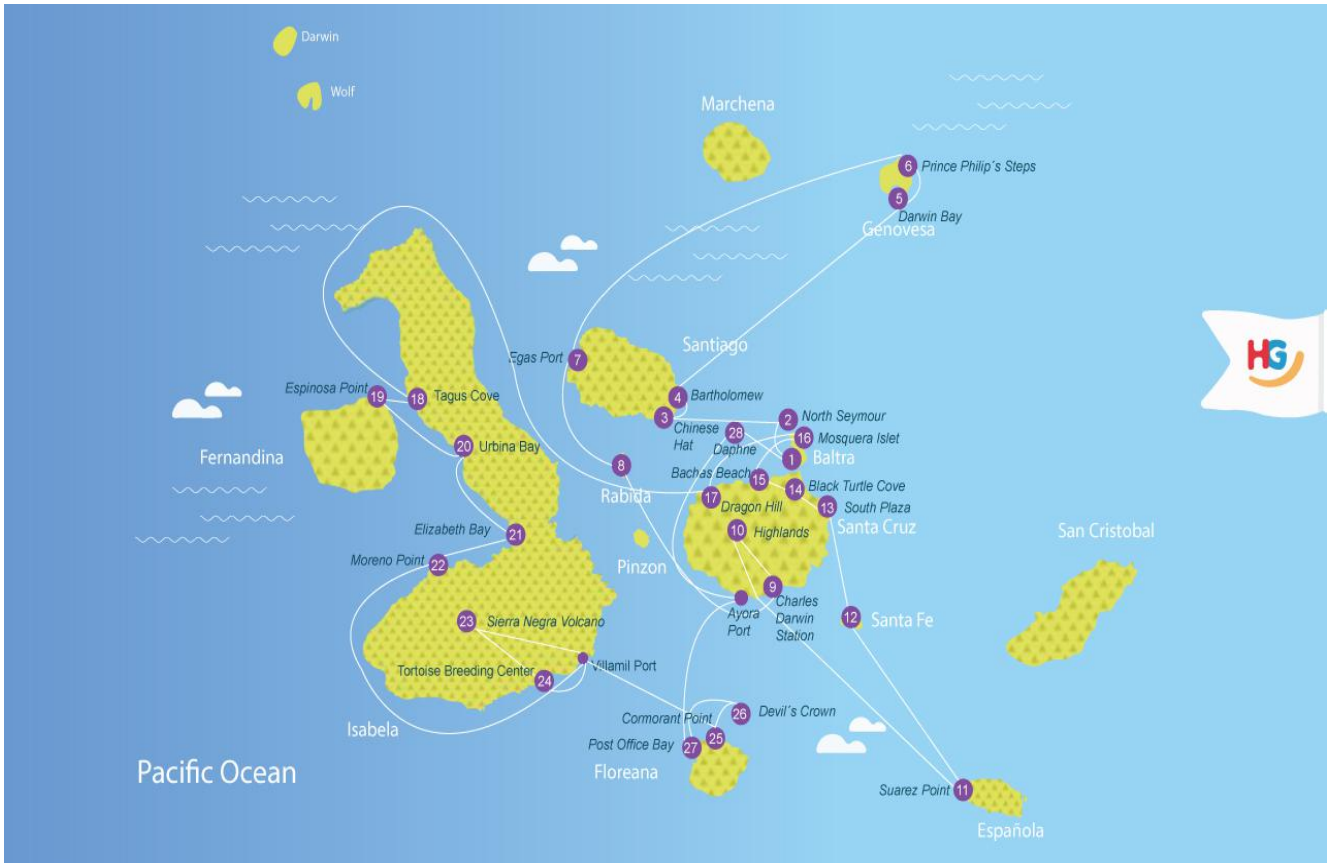 Darwin
Wolf
Marchena
6
Prince Philip´s Steps
5
Darwin Bay
Genovesa
Santiago
Egas Port
7
4
Bartholomew
3
Chinese
Hat
2
North Seymour
16
Mosquera Islet
28
Daphne
1
Baltra
HG
Espinosa Point
19
18
Tagus Cove
20
Urbina Bay
Fernandina
8
Rabida
Bachas Beach
15
14
Black Turtle Cove
17
Dragon Hill
13
South Plaza
Santa Cruz
10
Highlands
San Cristobal
Elizabeth Bay
21
Moreno Point
22
Pinzon
9
Charles
Darwin
Station
Ayora
Port
12
Santa Fe
23
Sierra Negra Volcano
Villamil Port
Tortoise Breeding Center
24
Isabela
Cormorant Point
26
Devil´s Crown
25
Post Office Bay
27
Floreana
Pacific Ocean
Suarez Point
11
Española